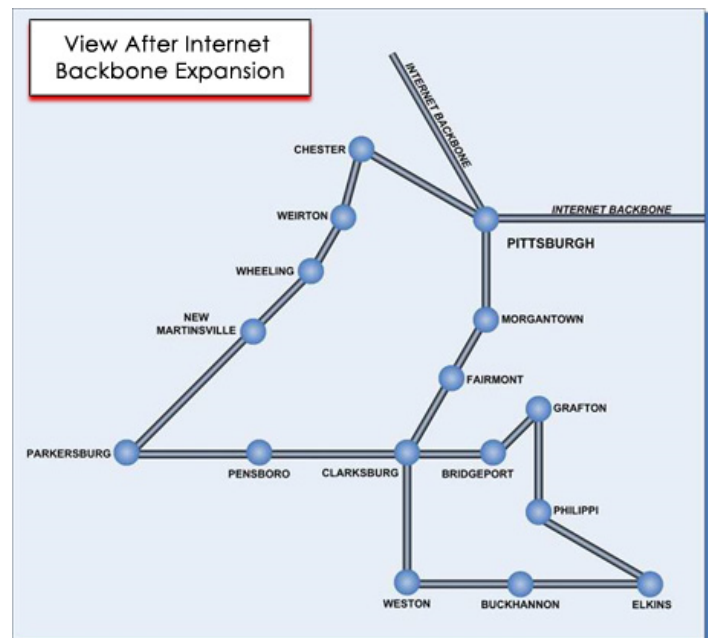 View After Internet
Backbone Expansion
INTERNET BACKBONE
CHESTER
WEIRTON
INTERNET BACKBONE
PITTSBURGH
WHEELING
NEW
MARTINSVILLE
MORGANTOWN
FAIRMONT
GRAFTON
PARKERSBURG
PENSBORO
CLARKSBURG
BRIDGEPORT
PHILIPPI
WESTON
BUCKHANNON
ELKINS